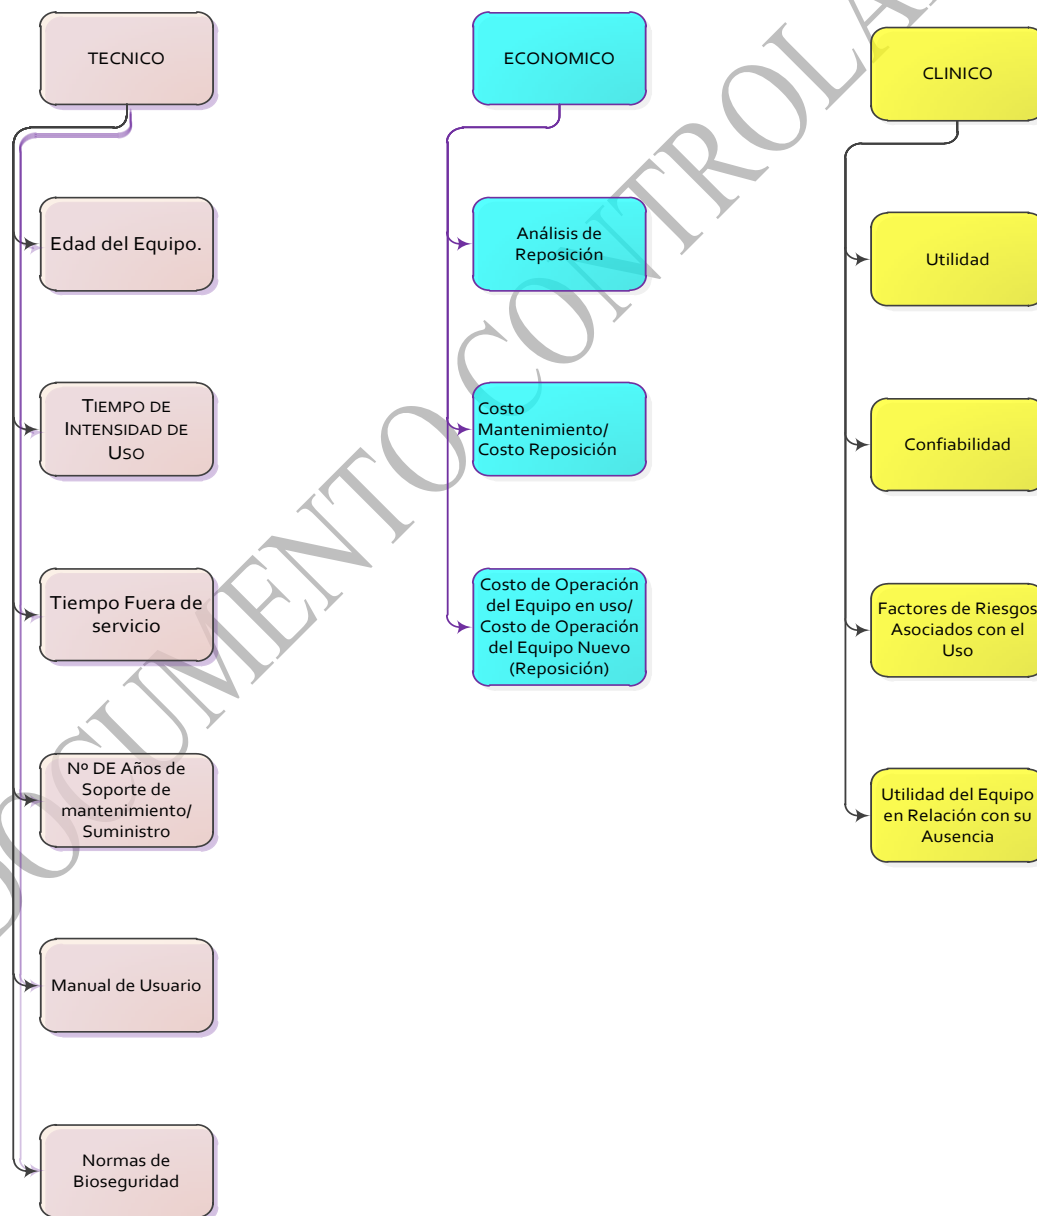 TECNICO
Edad del Equipo.
TIEMPO DE
INTENSIDAD DE
USO
Tiempo Fuera de
servicio
Nº DE Años de
Soporte de
mantenimiento/
Suministro
Manual de Usuario
Normas de
Bioseguridad
ECONOMICO
Análisis de
Reposición
Costo
Mantenimiento/
Costo Reposición
Costo de Operación
del Equipo en uso/
Costo de Operación
del Equipo Nuevo
(Reposición)
CLINICO
Utilidad
Confiabilidad
Factores de Riesgos
Asociados con el
Uso
Utilidad del Equipo
en Relación con su
Ausencia
DOCUMENTO CONTROLA